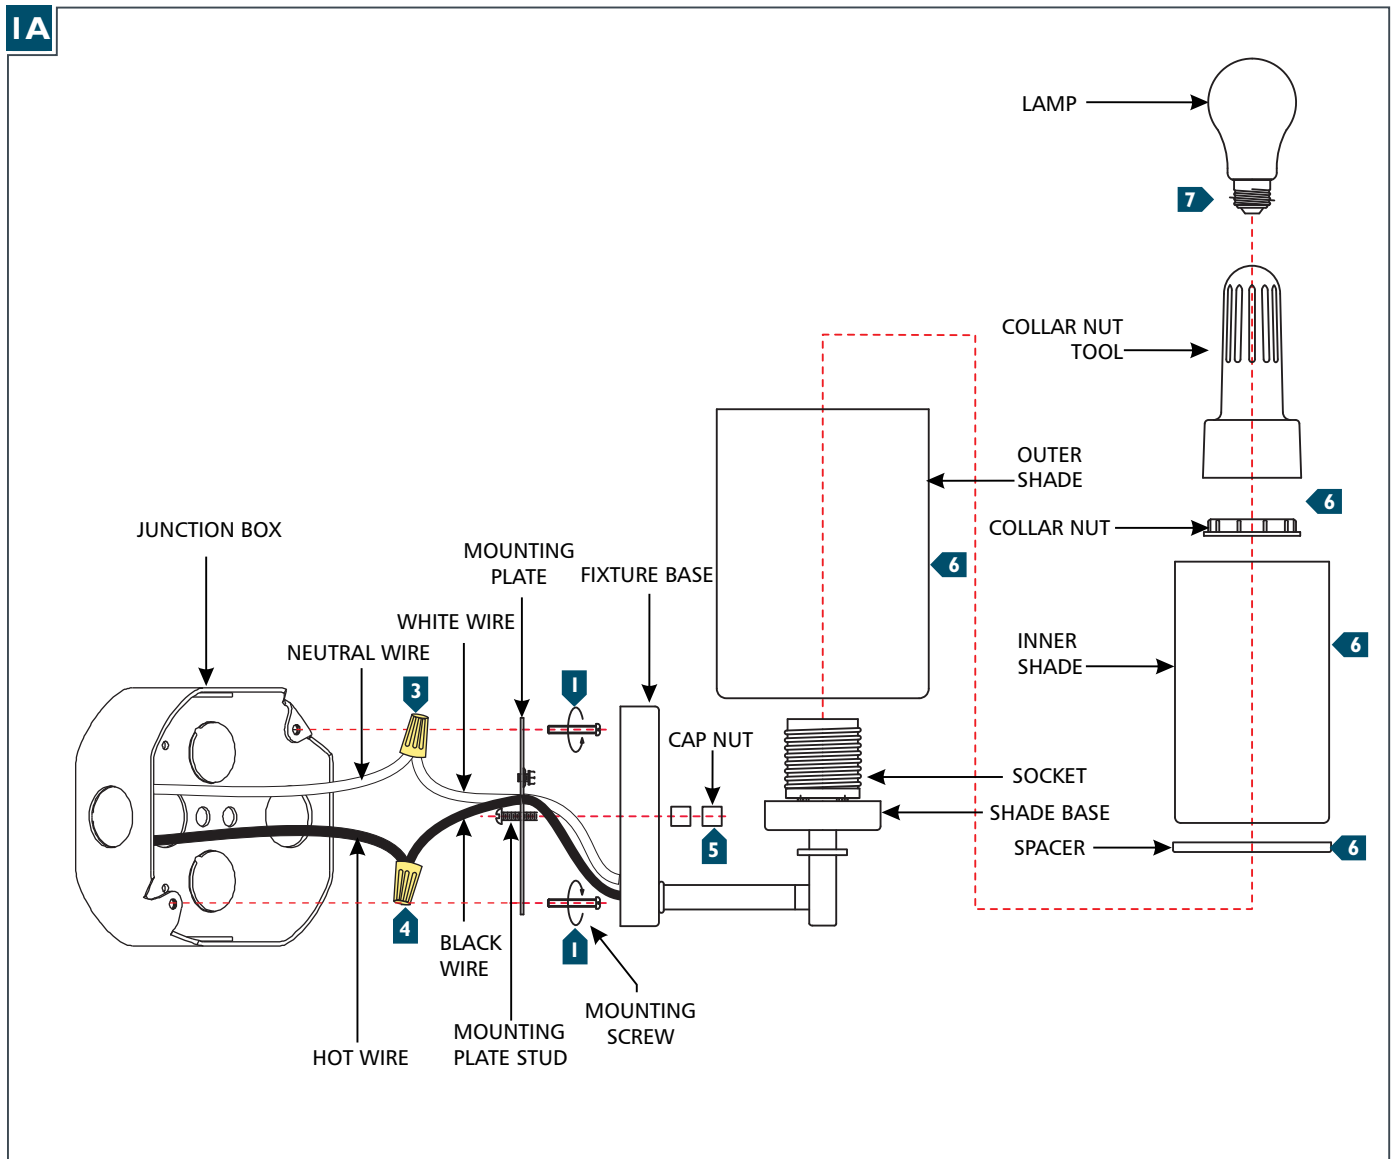 1A
LAMP
7
COLLAR NUT
TOOL
OUTER
SHADE
6
COLLAR NUT
JUNCTION BOX
MOUNTING
PLATE
FIXTURE BASE
6
WHITE WIRE
NEUTRAL WIRE
INNER
SHADE
6
3
1
CAP NUT
SOCKET
SHADE BASE
SPACER
6
5
4
BLACK
WIRE
1
MOUNTING
SCREW
MOUNTING
PLATE STUD
HOT WIRE